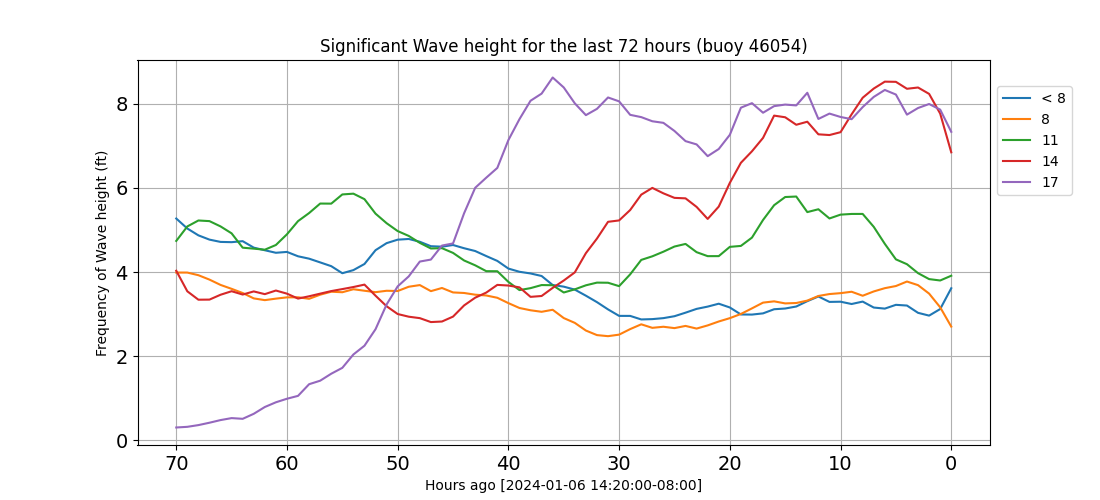 Significant Wave height for the last 72 hours (buoy 46054)
Frequency of Wave height (ft)
8
6
4
2
0
70 60 50 40 30 20 10 0
Hours ago [2024-01-06 14:20:00-08:00]
< 8
8
11
14
17